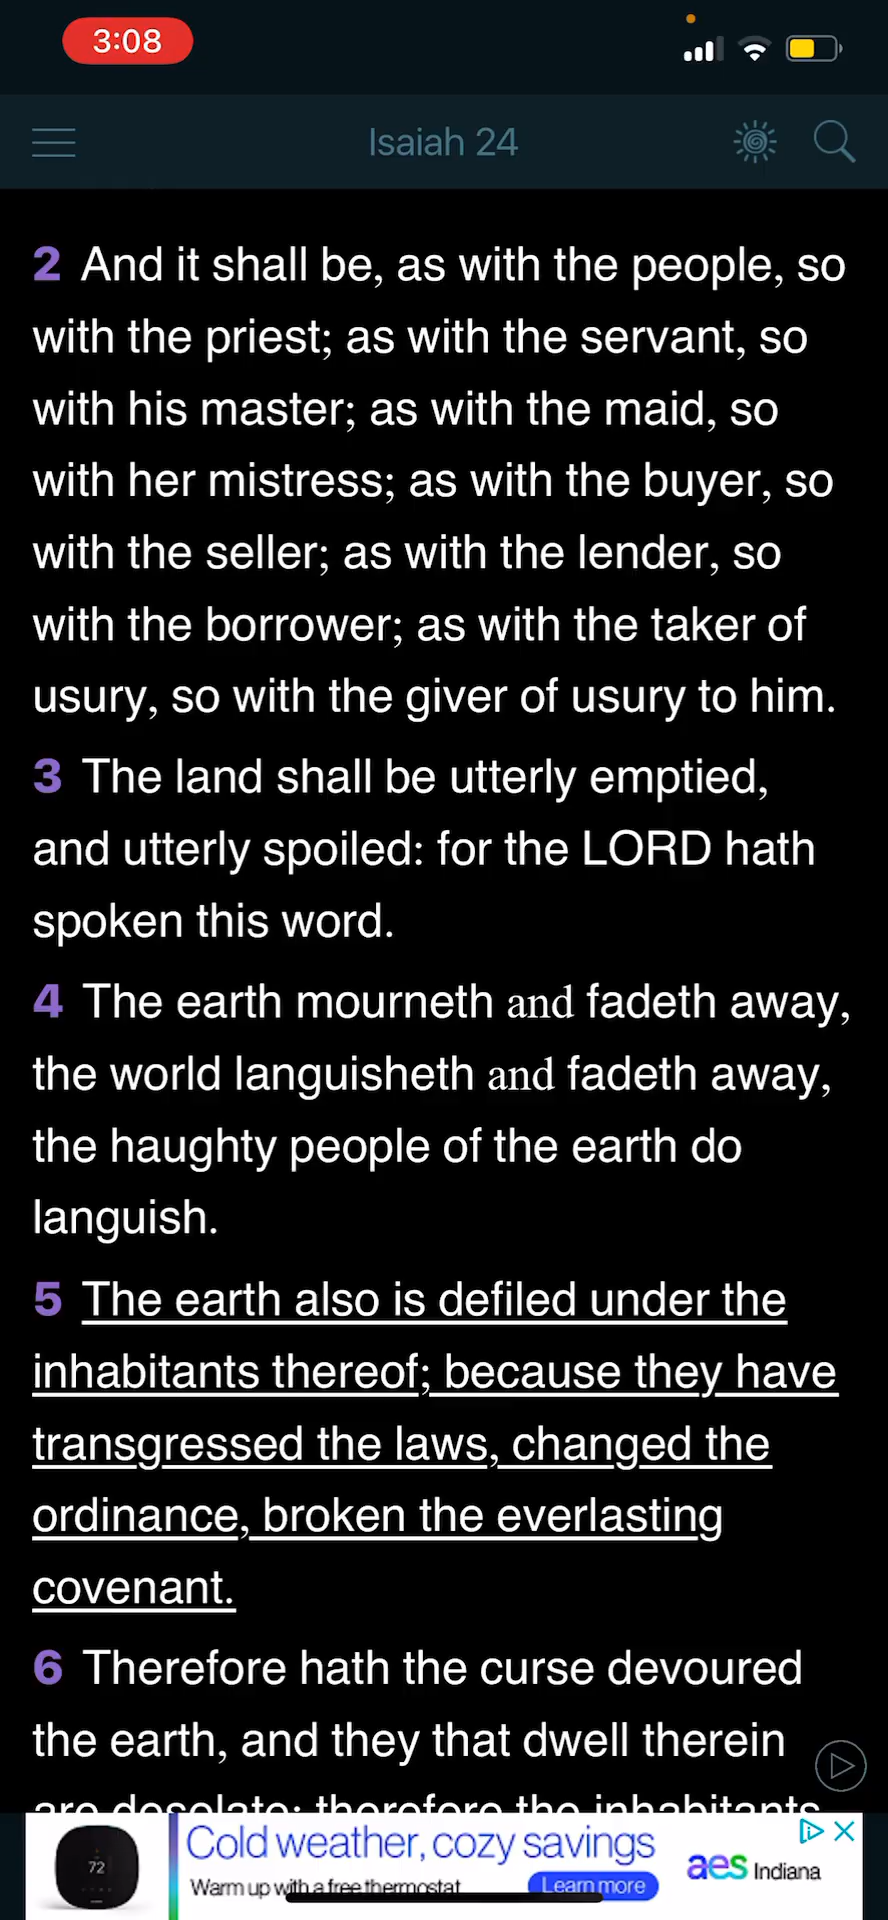 3:08
Isaiah 24
2 And it shall be, as with the people, so
with the priest; as with the servant, so
with his master; as with the maid, so
with her mistress; as with the buyer, so
with the seller; as with the lender, so
with the borrower; as with the taker of
usury, so with the giver of usury to him.
3 The land shall be utterly emptied,
and utterly spoiled: for the LORD hath
spoken this word.
4 The earth mourneth and fadeth away,
the world languisheth and fadeth away,
the haughty people of the earth do
languish.
5 The earth also is defiled under the
inhabitants thereof; because they have
transgressed the laws, changed the
ordinance, broken the everlasting
covenant.
6 Therefore hath the curse devoured
the earth, and they that dwell therein
are desolate: therefore the inhabitants
72
Cold weather, cozy savings
Warm up with a free thermostat
Learn more
aes Indiana